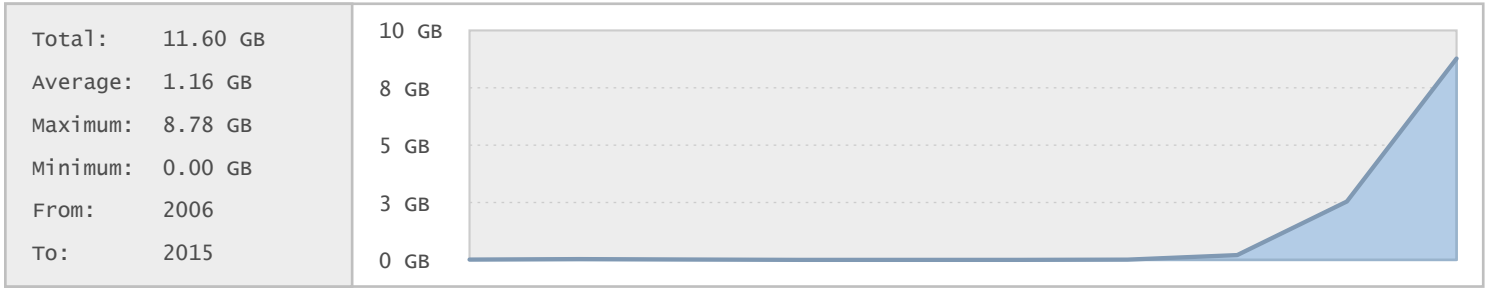 Total: 11.60 GB
Average: 1.16 GB
Maximum: 8.78 GB
Minimum: 0.00 GB
From: 2006
To: 2015
10 GB
8 GB
5 GB
3 GB
0 GB